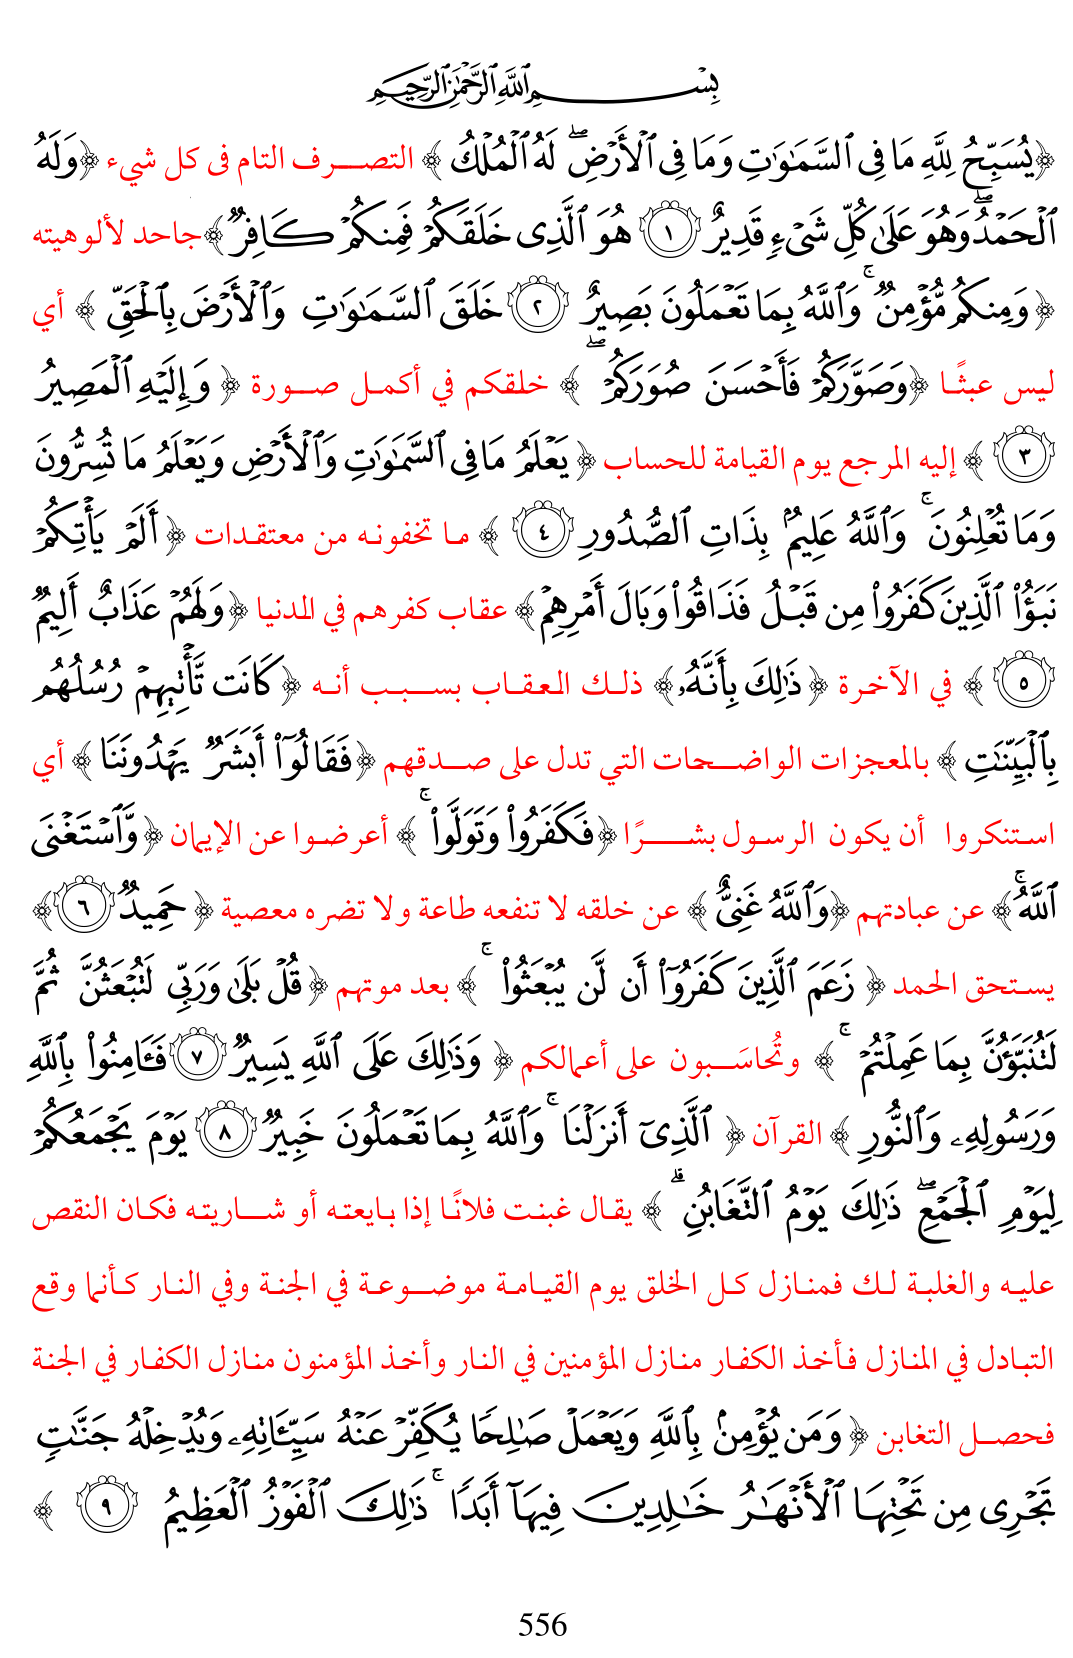 بِسْمِ ٱللَّهِ ٱلرَّحْمَٰنِ ٱلرَّحِيمِ
﴿يُسَبِّحُ لِلَّهِ مَا فِى ٱلسَّمَٰوَٰتِ وَمَا فِى ٱلْأَرْضِ ۖ لَهُ ٱلْمُلْكُ ﴾ التصرف التام فى كل شيء ﴿وَلَهُ
ٱلْحَمْدُ ۖ وَهُوَ عَلَىٰ كُلِّ شَىْءٍ قَدِيرٌ ١ هُوَ ٱلَّذِى خَلَقَكُمْ فَمِنكُمْ كَافِرٌ ﴾جاحد لألوهيته
﴿وَمِنكُم مُّؤْمِنٌ ۚ وَٱللَّهُ بِمَا تَعْمَلُونَ بَصِيرٌ ٢ خَلَقَ ٱلسَّمَٰوَٰتِ وَٱلْأَرْضَ بِٱلْحَقِّ ﴾ أي
ليس عبثًا ﴿وَصَوَّرَكُمْ فَأَحْسَنَ صُوَرَكُمْ ۖ ﴾ خلقكم في أكمل صورة ﴿ وَإِلَيْهِ ٱلْمَصِيرُ
٣ ﴾ إليه المرجع يوم القيامة للحساب ﴿ يَعْلَمُ مَا فِى ٱلسَّمَٰوَٰتِ وَٱلْأَرْضِ وَيَعْلَمُ مَا تُسِرُّونَ
وَمَا تُعْلِنُونَ ۚ وَٱللَّهُ عَلِيمٌۢ بِذَاتِ ٱلصُّدُورِ ٤ ﴾ ما تخفونه من معتقدات ﴿ أَلَمْ يَأْتِكُمْ
نَبَؤُا۟ ٱلَّذِينَ كَفَرُوا۟ مِن قَبْلُ فَذَاقُوا۟ وَبَالَ أَمْرِهِمْ﴾ عقاب كفرهم في الدنيا ﴿وَلَهُمْ عَذَابٌ أَلِيمٌ
٥ ﴾ في الآخرة ﴿ ذَٰلِكَ بِأَنَّهُۥ﴾ ذلك العقاب بسبب أنه ﴿كَانَت تَّأْتِيهِمْ رُسُلُهُم
بِٱلْبَيِّنَٰتِ ﴾ بالمعجزات الواضحات التي تدل على صدقهم ﴿فَقَالُوٓا۟ أَبَشَرٌ يَهْدُونَنَا ﴾ أي
استنكروا أن يكون الرسول بشرًا ﴿فَكَفَرُوا۟ وَتَوَلَّوا۟ ۚ ﴾ أعرضوا عن الإيمان ﴿ وَّٱسْتَغْنَى
ٱللَّهُ ۚ﴾ عن عبادتهم ﴿وَٱللَّهُ غَنِىٌّ ﴾ عن خلقه لا تنفعه طاعة ولا تضره معصية ﴿ حَمِيدٌ ٦ ﴾
يستحق الحمد ﴿ زَعَمَ ٱلَّذِينَ كَفَرُوٓا۟ أَن لَّن يُبْعَثُوا۟ ۚ ﴾ بعد موتهم ﴿ قُلْ بَلَىٰ وَرَبِّى لَتُبْعَثُنَّ ثُمَّ
لَتُنَبَّؤُنَّ بِمَا عَمِلْتُمْ ۚ ﴾ وتُحاسَبون على أعمالكم ﴿ وَذَٰلِكَ عَلَى ٱللَّهِ يَسِيرٌ ٧ فَـَٔامِنُوا۟ بِٱللَّهِ
وَرَسُولِهِۦ وَٱلنُّورِ ﴾ القرآن ﴿ ٱلَّذِىٓ أَنزَلْنَا ۚ وَٱللَّهُ بِمَا تَعْمَلُونَ خَبِيرٌ ٨ يَوْمَ يَجْمَعُكُمْ
لِيَوْمِ ٱلْجَمْعِ ۖ ذَٰلِكَ يَوْمُ ٱلتَّغَابُنِ ۗ ﴾ يقال غبنت فلانًا إذا بايعته أو شاريته فكان النقص
عليه والغلبة لك فمنازل كل الخلق يوم القيامة موضوعة في الجنة وفي النار كأنما وقع
التبادل في المنازل فأخذ الكفار منازل المؤمنين في النار وأخذ المؤمنون منازل الكفار في الجنة
فحصل التغابن ﴿ وَمَن يُؤْمِنۢ بِٱللَّهِ وَيَعْمَلْ صَٰلِحًا يُكَفِّرْ عَنْهُ سَيِّـَٔاتِهِۦ وَيُدْخِلْهُ جَنَّٰتٍ
تَجْرِى مِن تَحْتِهَا ٱلْأَنْهَٰرُ خَٰلِدِينَ فِيهَآ أَبَدًا ۚ ذَٰلِكَ ٱلْفَوْزُ ٱلْعَظِيمُ ٩ ﴾
556